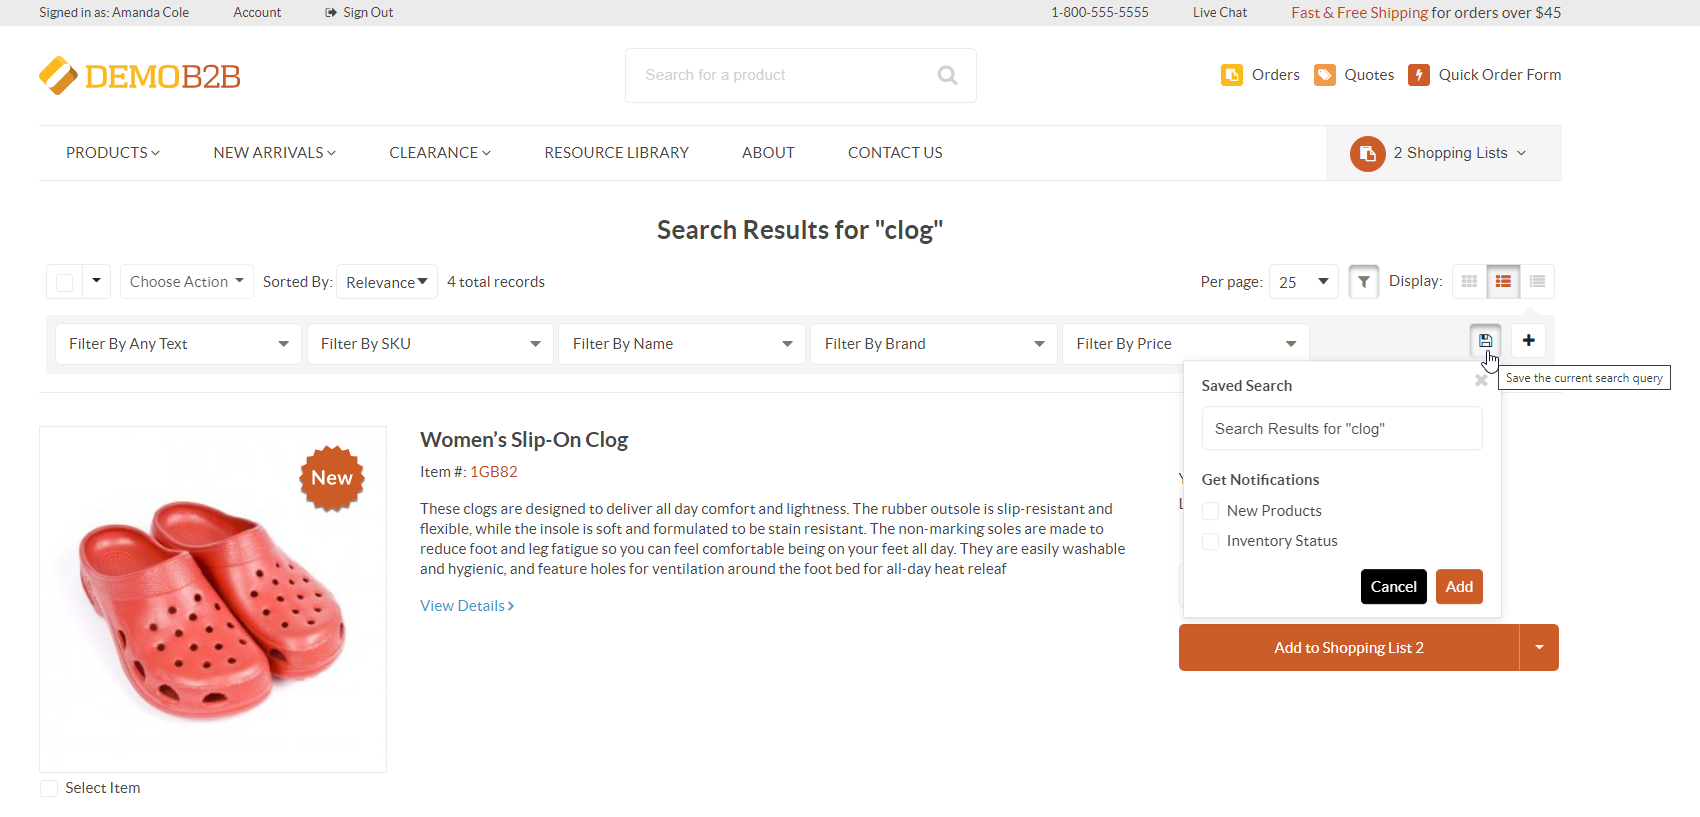 Signed in as: Amanda Cole Account Sign Out 1-800-555-5555 Live Chat Fast & Free Shipping for orders over $45
DEMOB2B Search for a product Orders Quotes Quick Order Form
PRODUCTS NEW ARRIVALS CLEARANCE RESOURCE LIBRARY ABOUT CONTACT US 2 Shopping Lists
Search Results for "clog"
Choose Action Sorted By: Relevance 4 total records Per page: 25 Display:
Filter By Any Text Filter By SKU Filter By Name Filter By Brand Filter By Price
Save the current search query
Saved Search
Search Results for "clog"
Get Notifications
New Products
Inventory Status
Cancel Add
New
Women’s Slip-On Clog
Item #: 1GB82
These clogs are designed to deliver all day comfort and lightness. The rubber outsole is slip-resistant and
flexible, while the insole is soft and formulated to be stain resistant. The non-marking soles are made to
reduce foot and leg fatigue so you can feel comfortable being on your feet all day. They are easily washable
and hygienic, and feature holes for ventilation around the foot bed for all-day heat releaf
View Details
Add to Shopping List 2
Select Item